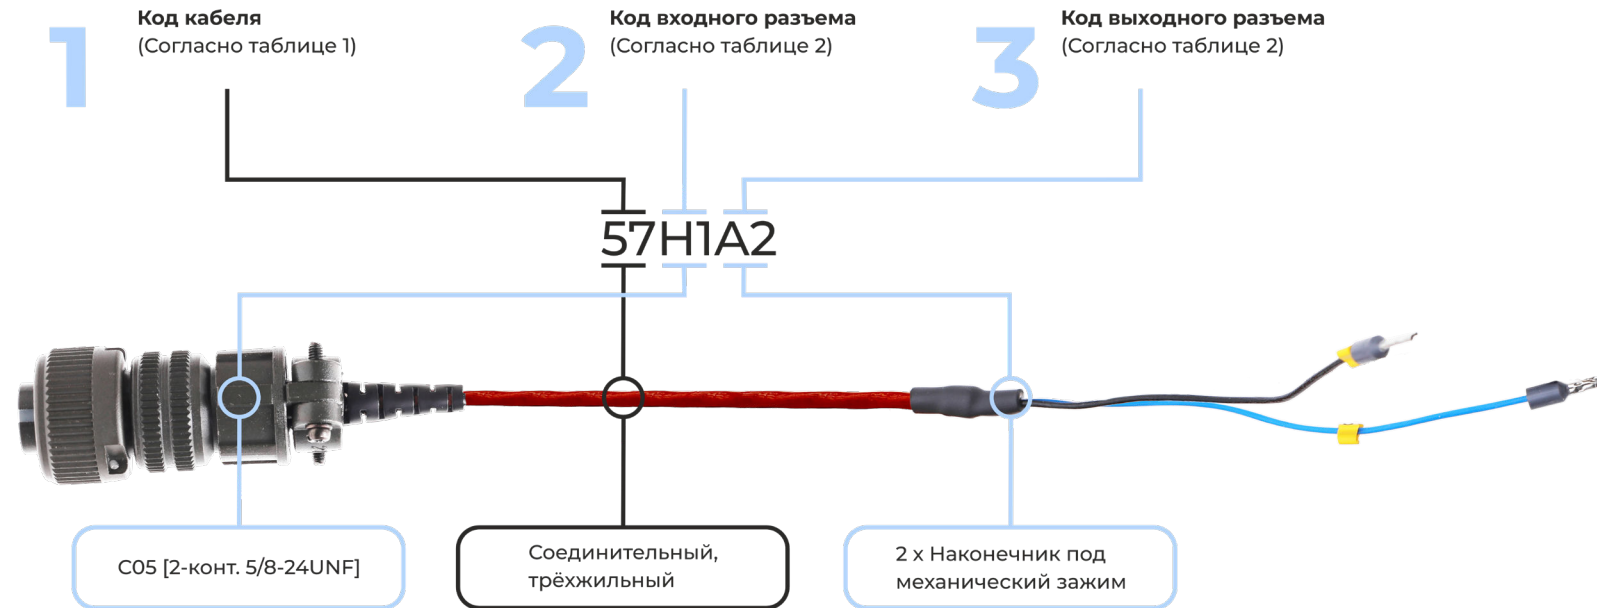 1
Код кабеля
(Согласно таблице 1)
2
Код входного разъема
(Согласно таблице 2)
3
Код выходного разъема
(Согласно таблице 2)
57H1A2
C05 [2-конт. 5/8-24UNF]
Соединительный,
трёхжильный
2 x Наконечник под
механический зажим